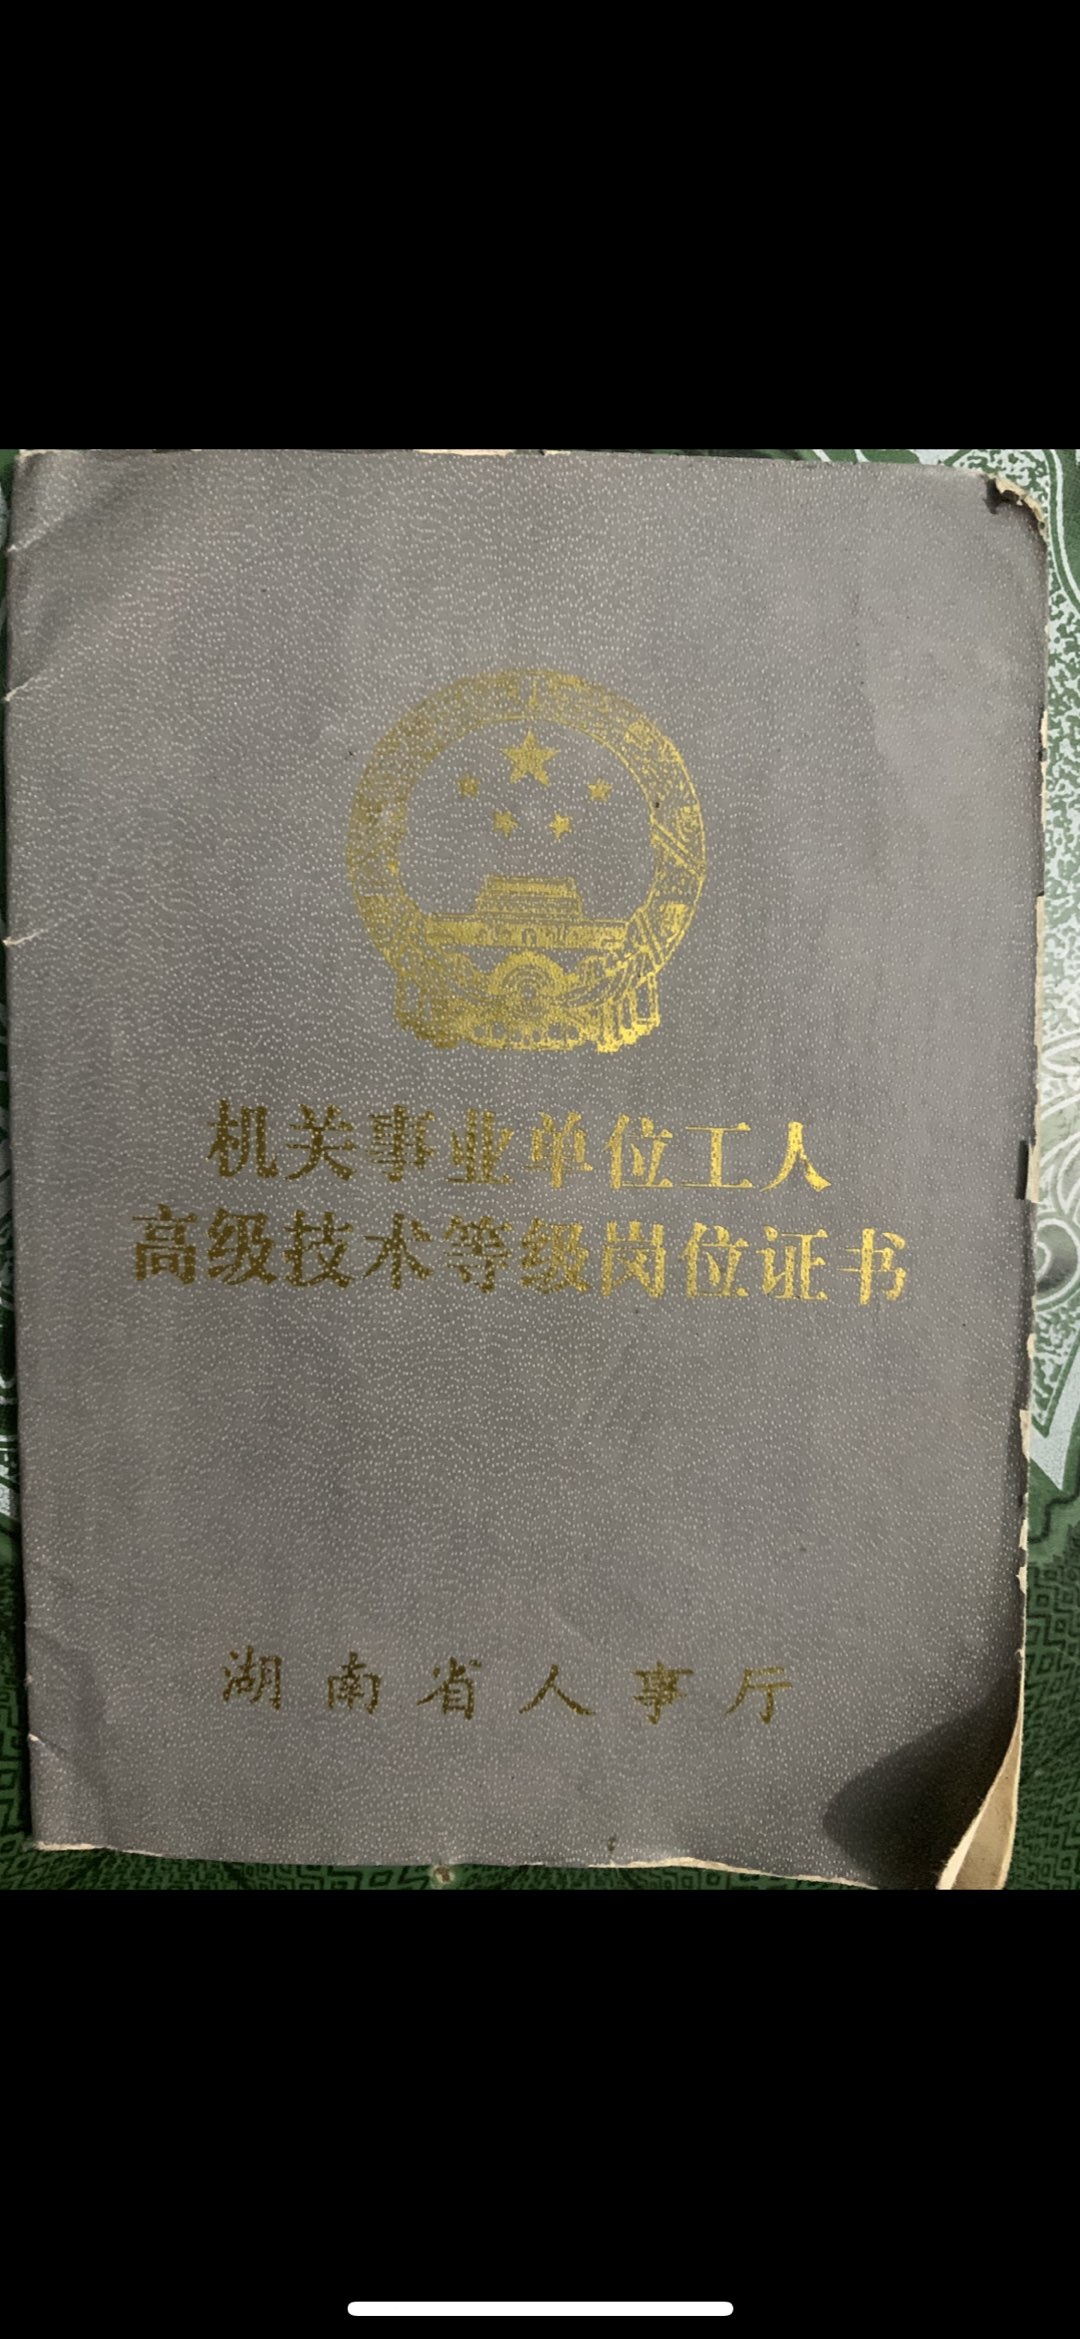 机关事业单位工人
高级技术等级岗位证书
湖南省人事厅